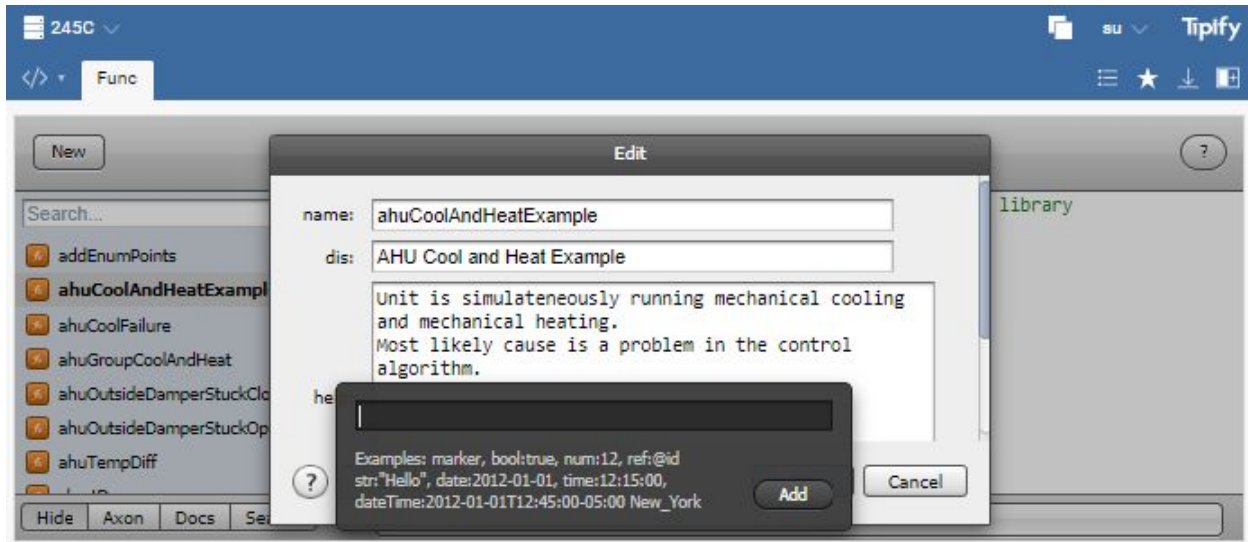 245C
su
Tipify
</>
Func
New
Edit
?
Search...
name:
ahuCoolAndHeatExample
library
addEnumPoints
dis:
AHU Cool and Heat Example
ahuCoolAndHeatExampl
Unit is simulateneously running mechanical cooling
and mechanical heating.
Most likely cause is a problem in the control
algorithm.
ahuCoolFailure
ahuGroupCoolAndHeat
ahuOutsideDamperStuckClo
he
ahuOutsideDamperStuckOp
ahuTempDiff
Examples: marker, bool:true, num:12, ref:@id
str:"Hello", date:2012-01-01, time:12:15:00,
dateTime:2012-01-01T12:45:00-05:00 New_York
?
Add
Cancel
Hide
Axon
Docs